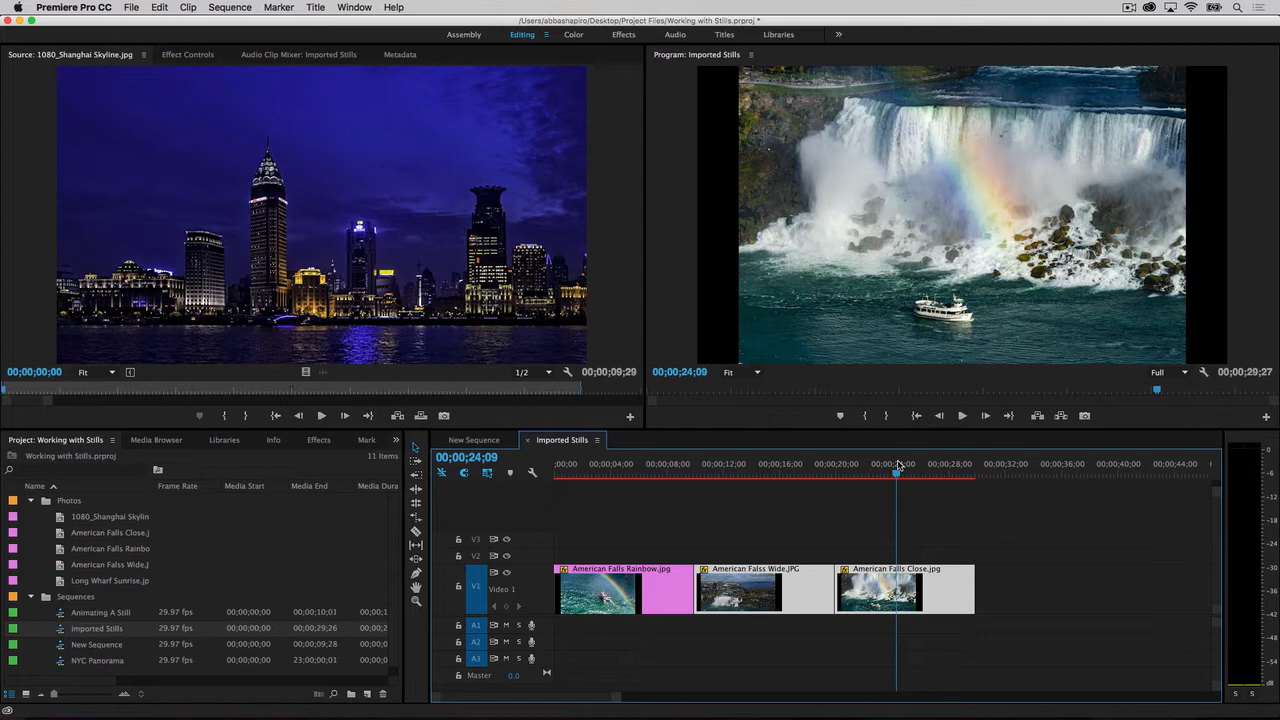 Premiere Pro CC File Edit Clip Sequence Marker Title Window Help
/Users/abbashapiro/Desktop/Project Files/Working with Stills.prproj *
Assembly Editing Color Effects Audio Titles Libraries
Source: 1080_Shanghai Skyline.jpg Effect Controls Audio Clip Mixer: Imported Stills Metadata
Program: Imported Stills
00;00;00;00 Fit 1/2 00;00;09;29
00;00;24;09 Fit Full 00;00;29;27
Project: Working with Stills Media Browser Libraries Info Effects Mark
Working with Stills.prproj 11 Items
Name Frame Rate Media Start Media End Media Dura
Photos
1080_Shanghai Skylin
American Falls Close.j
American Falls Rainbo
American Falss Wide,J
Long Wharf Sunrise.jp
Sequences
Animating A Still 29.97 fps 00;00;00;00 00;00;10;01 00;00;1
Imported Stills 29.97 fps 00;00;00;00 00;00;29;26 00;00;2
New Sequence 29.97 fps 00;00;00;00 00;00;09;28 00;00;0
NYC Panorama 29.97 fps 00;00;00;00 23;00;00;01 00;00;2
New Sequence Imported Stills
00;00;24;09
;00;00 00;00;04;00 00;00;08;00 00;00;12;00 00;00;16;00 00;00;20;00 00;00;28;00 00;00;32;00 00;00;36;00 00;00;40;00 00;00;44;00
V3
V2
V1 Video 1
American Falls Rainbow.jpg American Falss Wide.JPG American Falls Close.jpg
A1 M S
A2 M S
A3 M S
Master 0.0
0
-6
-12
-18
-24
-30
-36
-42
-48
-54
dB
S S